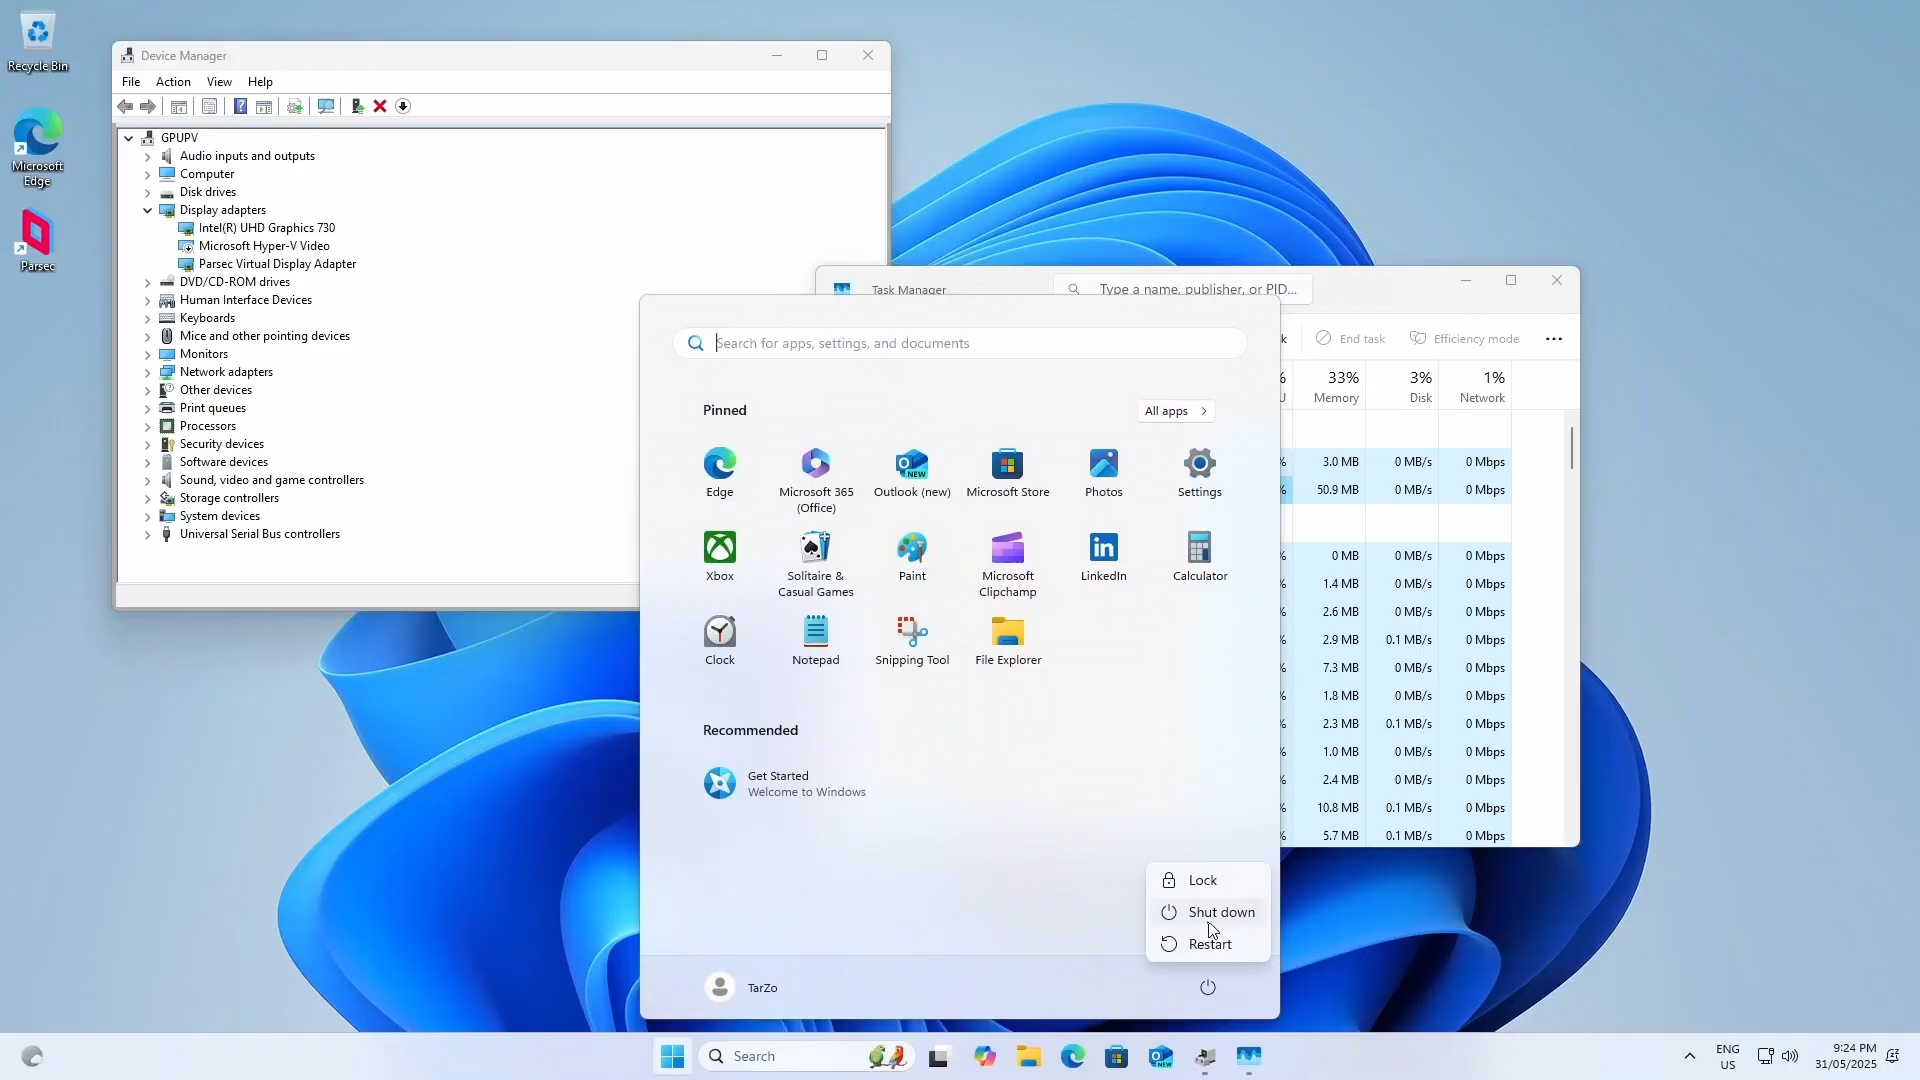 Recycle Bin
Microsoft
Edge
Parsec
Device Manager
File Action View Help
GPUPV
Audio inputs and outputs
Computer
Disk drives
Display adapters
Intel(R) UHD Graphics 730
Microsoft Hyper-V Video
Parsec Virtual Display Adapter
DVD/CD-ROM drives
Human Interface Devices
Keyboards
Mice and other pointing devices
Monitors
Network adapters
Other devices
Print queues
Processors
Security devices
Software devices
Sound, video and game controllers
Storage controllers
System devices
Universal Serial Bus controllers
Task Manager
Type a name, publisher, or PID...
End task Efficiency mode
33% 3% 1%
Memory Disk Network
3.0 MB 0 MB/s 0 Mbps
50.9 MB 0 MB/s 0 Mbps
0 MB 0 MB/s 0 Mbps
1.4 MB 0 MB/s 0 Mbps
2.6 MB 0 MB/s 0 Mbps
2.9 MB 0.1 MB/s 0 Mbps
7.3 MB 0 MB/s 0 Mbps
1.8 MB 0 MB/s 0 Mbps
2.3 MB 0.1 MB/s 0 Mbps
1.0 MB 0 MB/s 0 Mbps
2.4 MB 0 MB/s 0 Mbps
10.8 MB 0.1 MB/s 0 Mbps
5.7 MB 0.1 MB/s 0 Mbps
Search for apps, settings, and documents
Pinned
All apps
Edge
Microsoft 365
(Office)
Outlook (new)
Microsoft Store
Photos
Settings
Xbox
Solitaire &
Casual Games
Paint
Microsoft
Clipchamp
LinkedIn
Calculator
Clock
Notepad
Snipping Tool
File Explorer
Recommended
Get Started
Welcome to Windows
Lock
Shut down
Restart
TarZo
Search
ENG
US
9:24 PM
31/05/2025